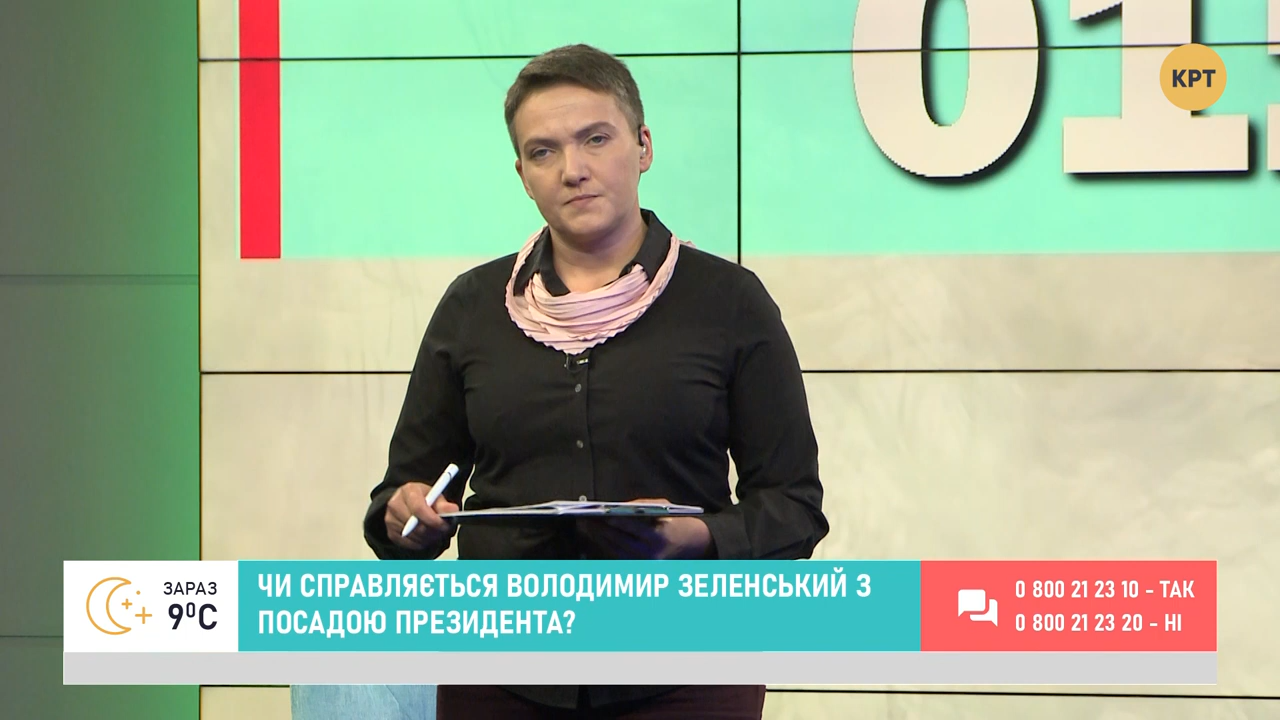 01
КРТ
ЗАРАЗ
9⁰C
ЧИ СПРАВЛЯЄТЬСЯ ВОЛОДИМИР ЗЕЛЕНСЬКИЙ З
ПОСАДОЮ ПРЕЗИДЕНТА?
0 800 21 23 10 - ТАК
0 800 21 23 20 - НІ